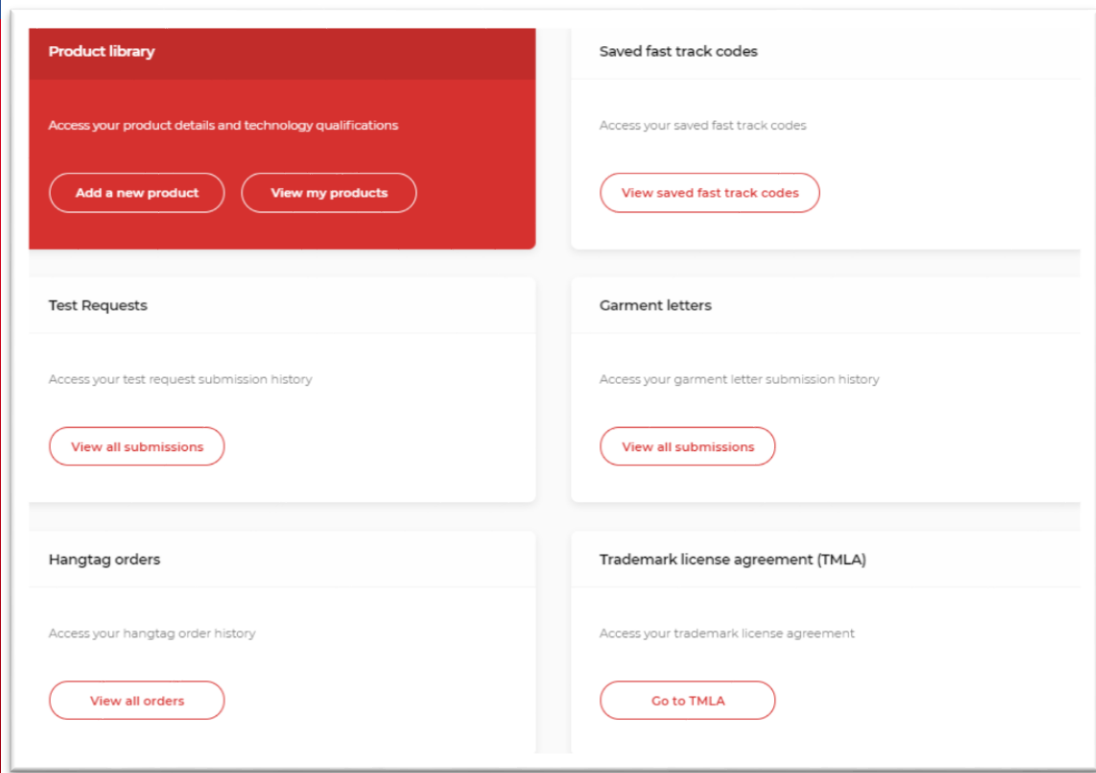 Product library
Access your product details and technology qualifications
Add a new product
View my products
Saved fast track codes
Access your saved fast track codes
View saved fast track codes
Test Requests
Access your test request submission history
View all submissions
Garment letters
Access your garment letter submission history
View all submissions
Hangtag orders
Access your hangtag order history
View all orders
Trademark license agreement (TMLA)
Access your trademark license agreement
Go to TMLA